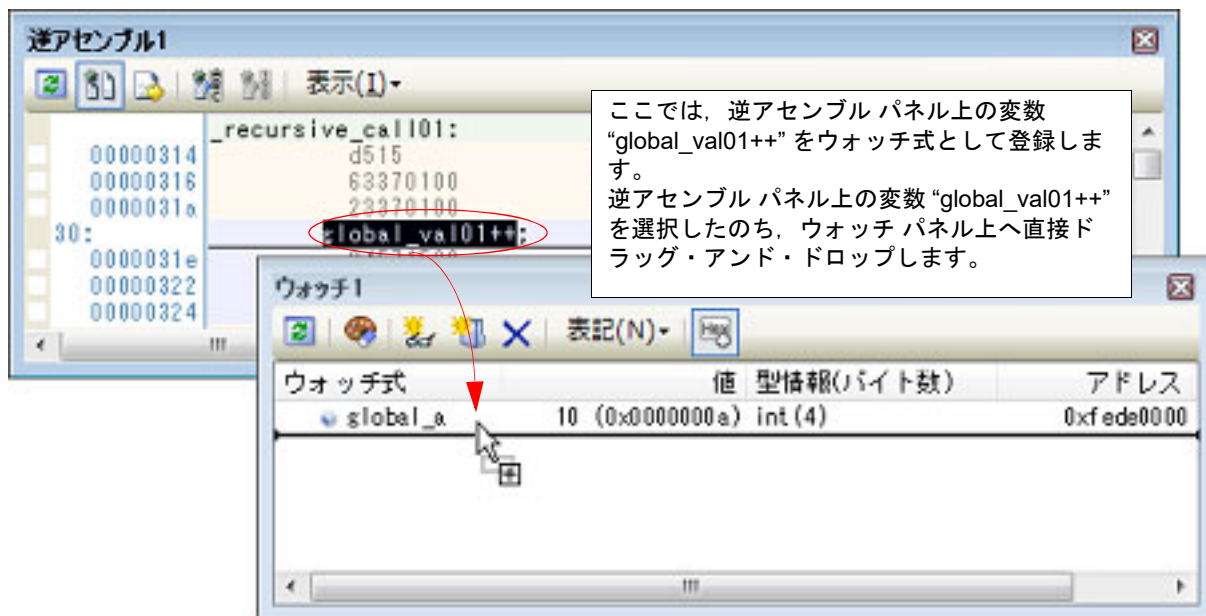 逆アセンブル1
表示(I)
_recursive_call01:
00000314 d515
00000316 63370100
0000031a 23370100
30: global_val01++;
0000031e
00000322
00000324
ここでは，逆アセンブル パネル上の変数
“global_val01++” をウォッチ式として登録しま
す。
逆アセンブル パネル上の変数 “global_val01++”
を選択したのち，ウォッチ パネル上へ直接ド
ラッグ・アンド・ドロップします。
ウォッチ1
表記(N) Hex
ウォッチ式 値 型情報(バイト数) アドレス
global_a 10 (0x0000000a) int(4) 0xfede0000